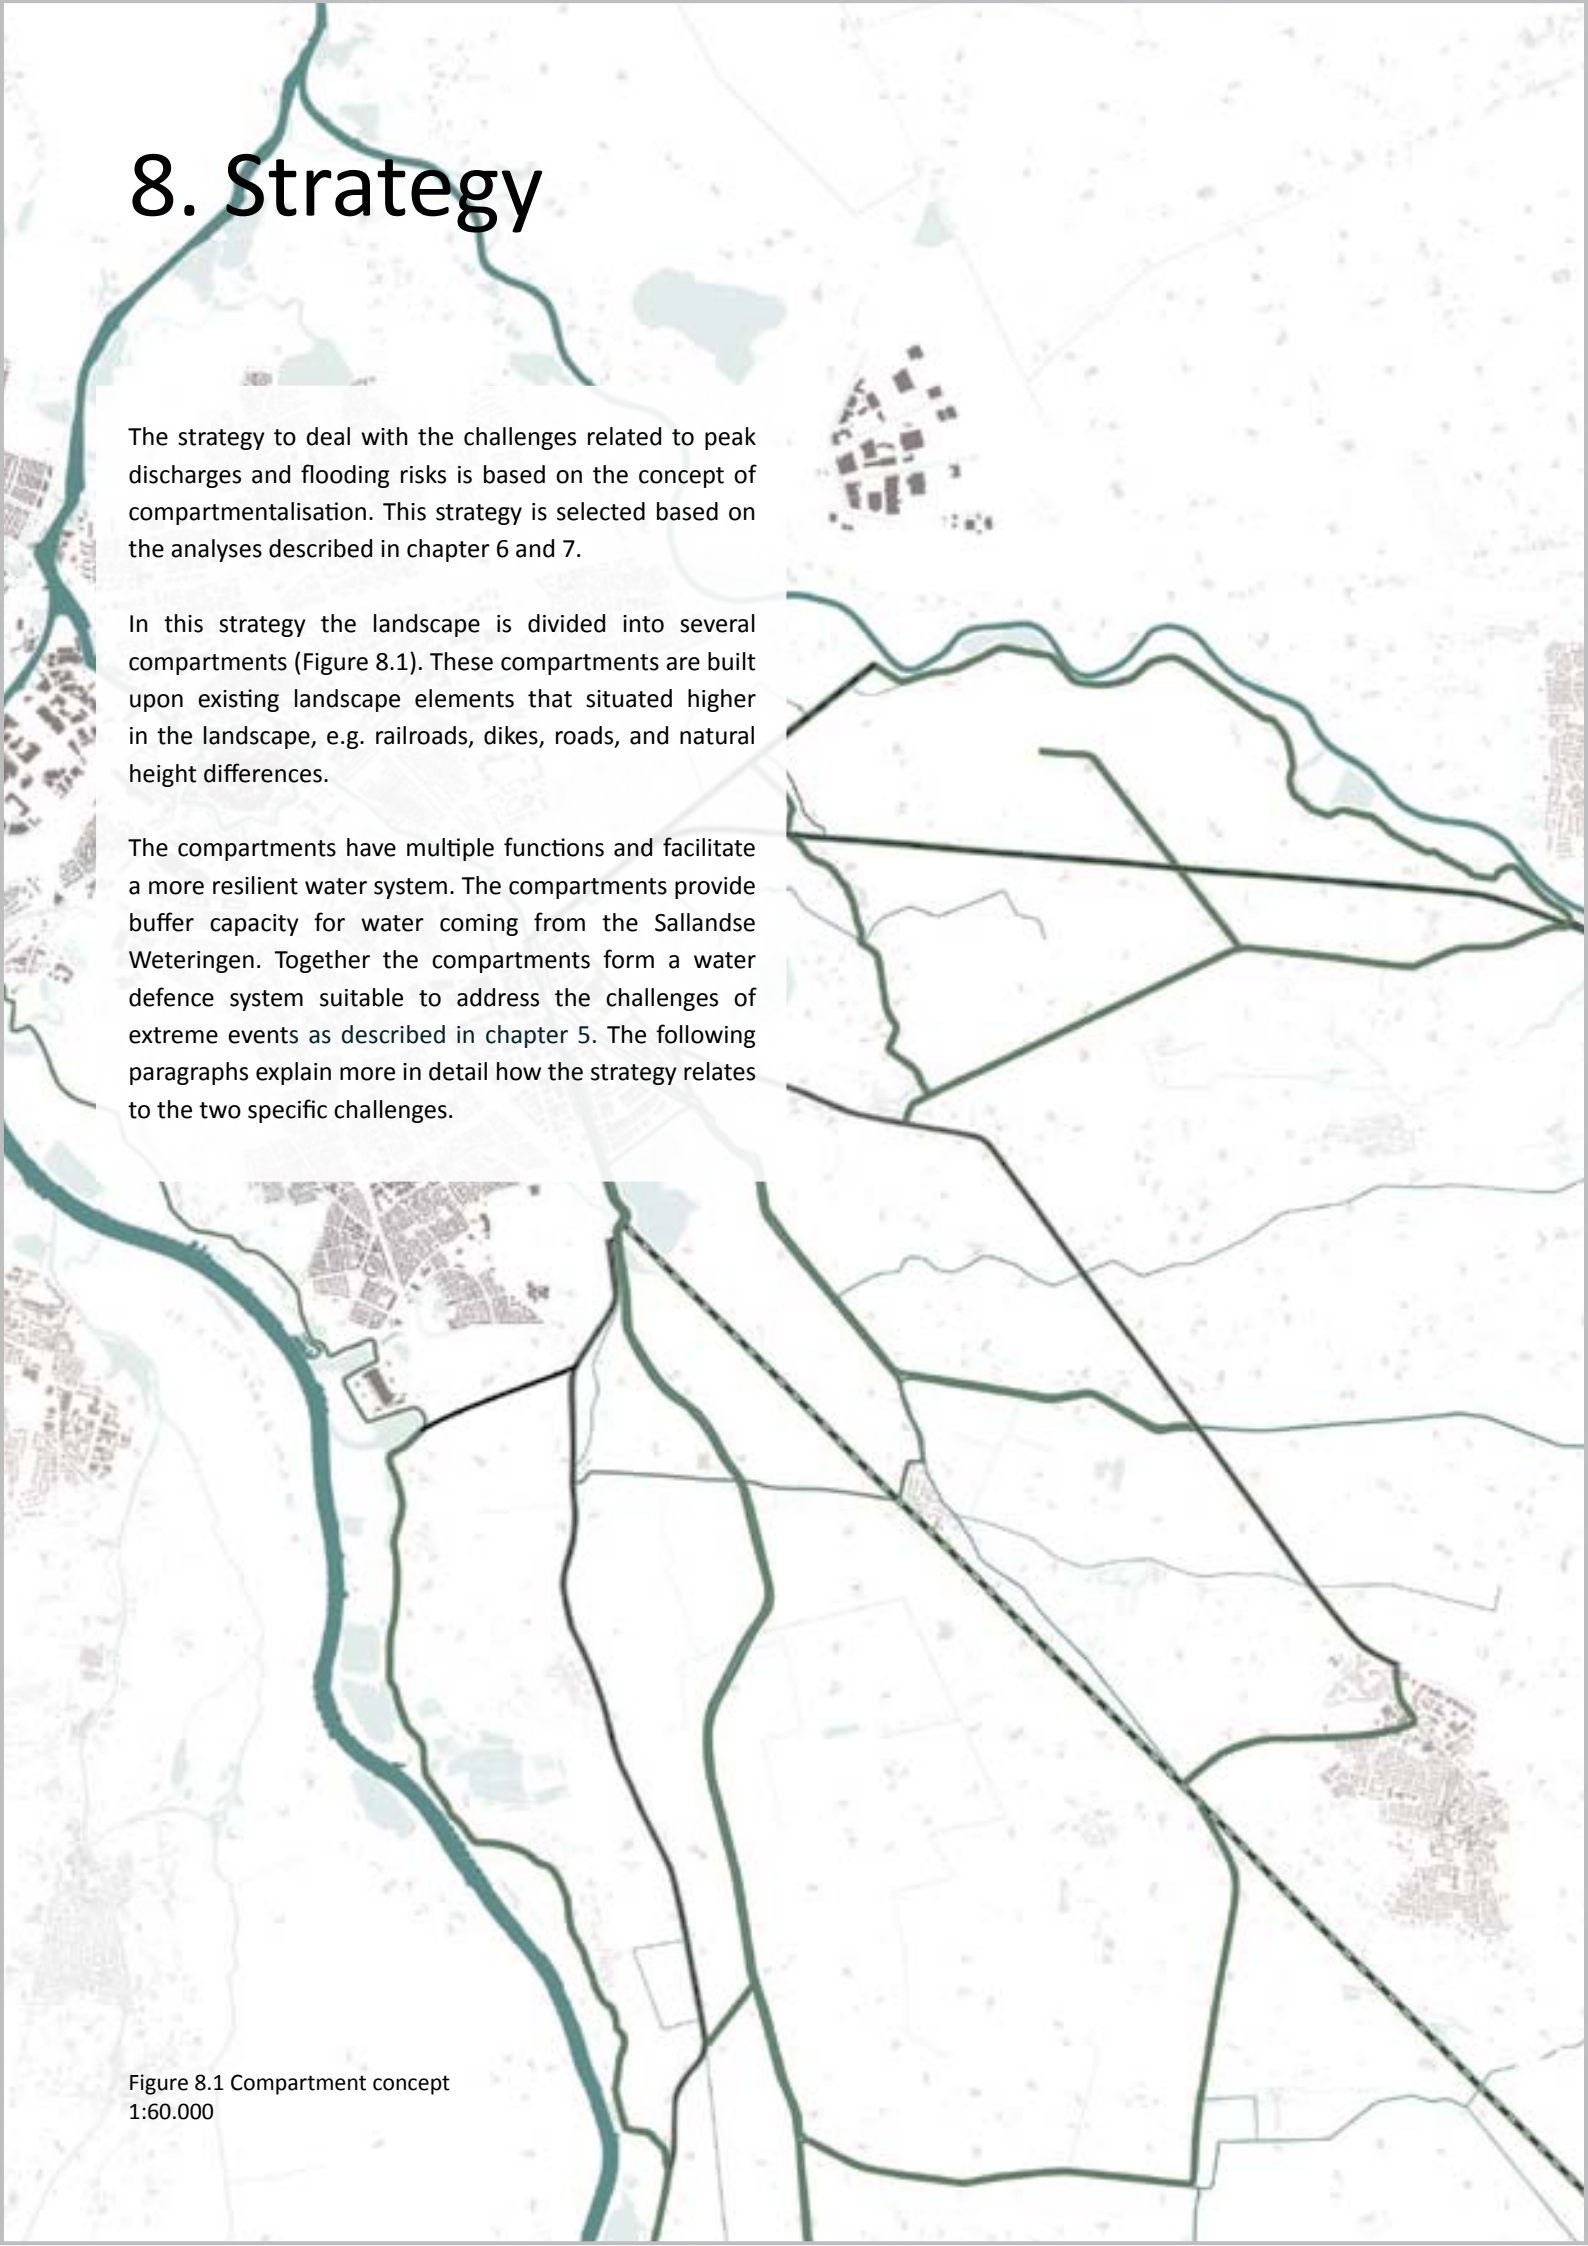 8. Strategy
The strategy to deal with the challenges related to peak
discharges and flooding risks is based on the concept of
compartmentalisation. This strategy is selected based on
the analyses described in chapter 6 and 7.
In this strategy the landscape is divided into several
compartments (Figure 8.1). These compartments are built
upon existing landscape elements that situated higher
in the landscape, e.g. railroads, dikes, roads, and natural
height differences.
The compartments have multiple functions and facilitate
a more resilient water system. The compartments provide
buffer capacity for water coming from the Sallandse
Weteringen. Together the compartments form a water
defence system suitable to address the challenges of
extreme events as described in chapter 5. The following
paragraphs explain more in detail how the strategy relates
to the two specific challenges.
Figure 8.1 Compartment concept
1:60.000